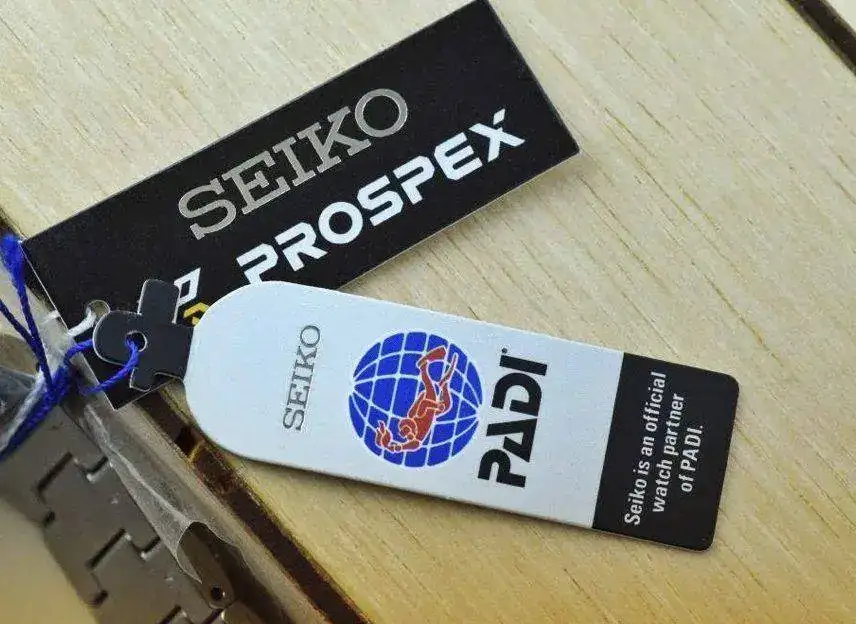 SEIKO
PROSPEX
SEIKO
PADI
Seiko is an official
watch partner
of PADI.